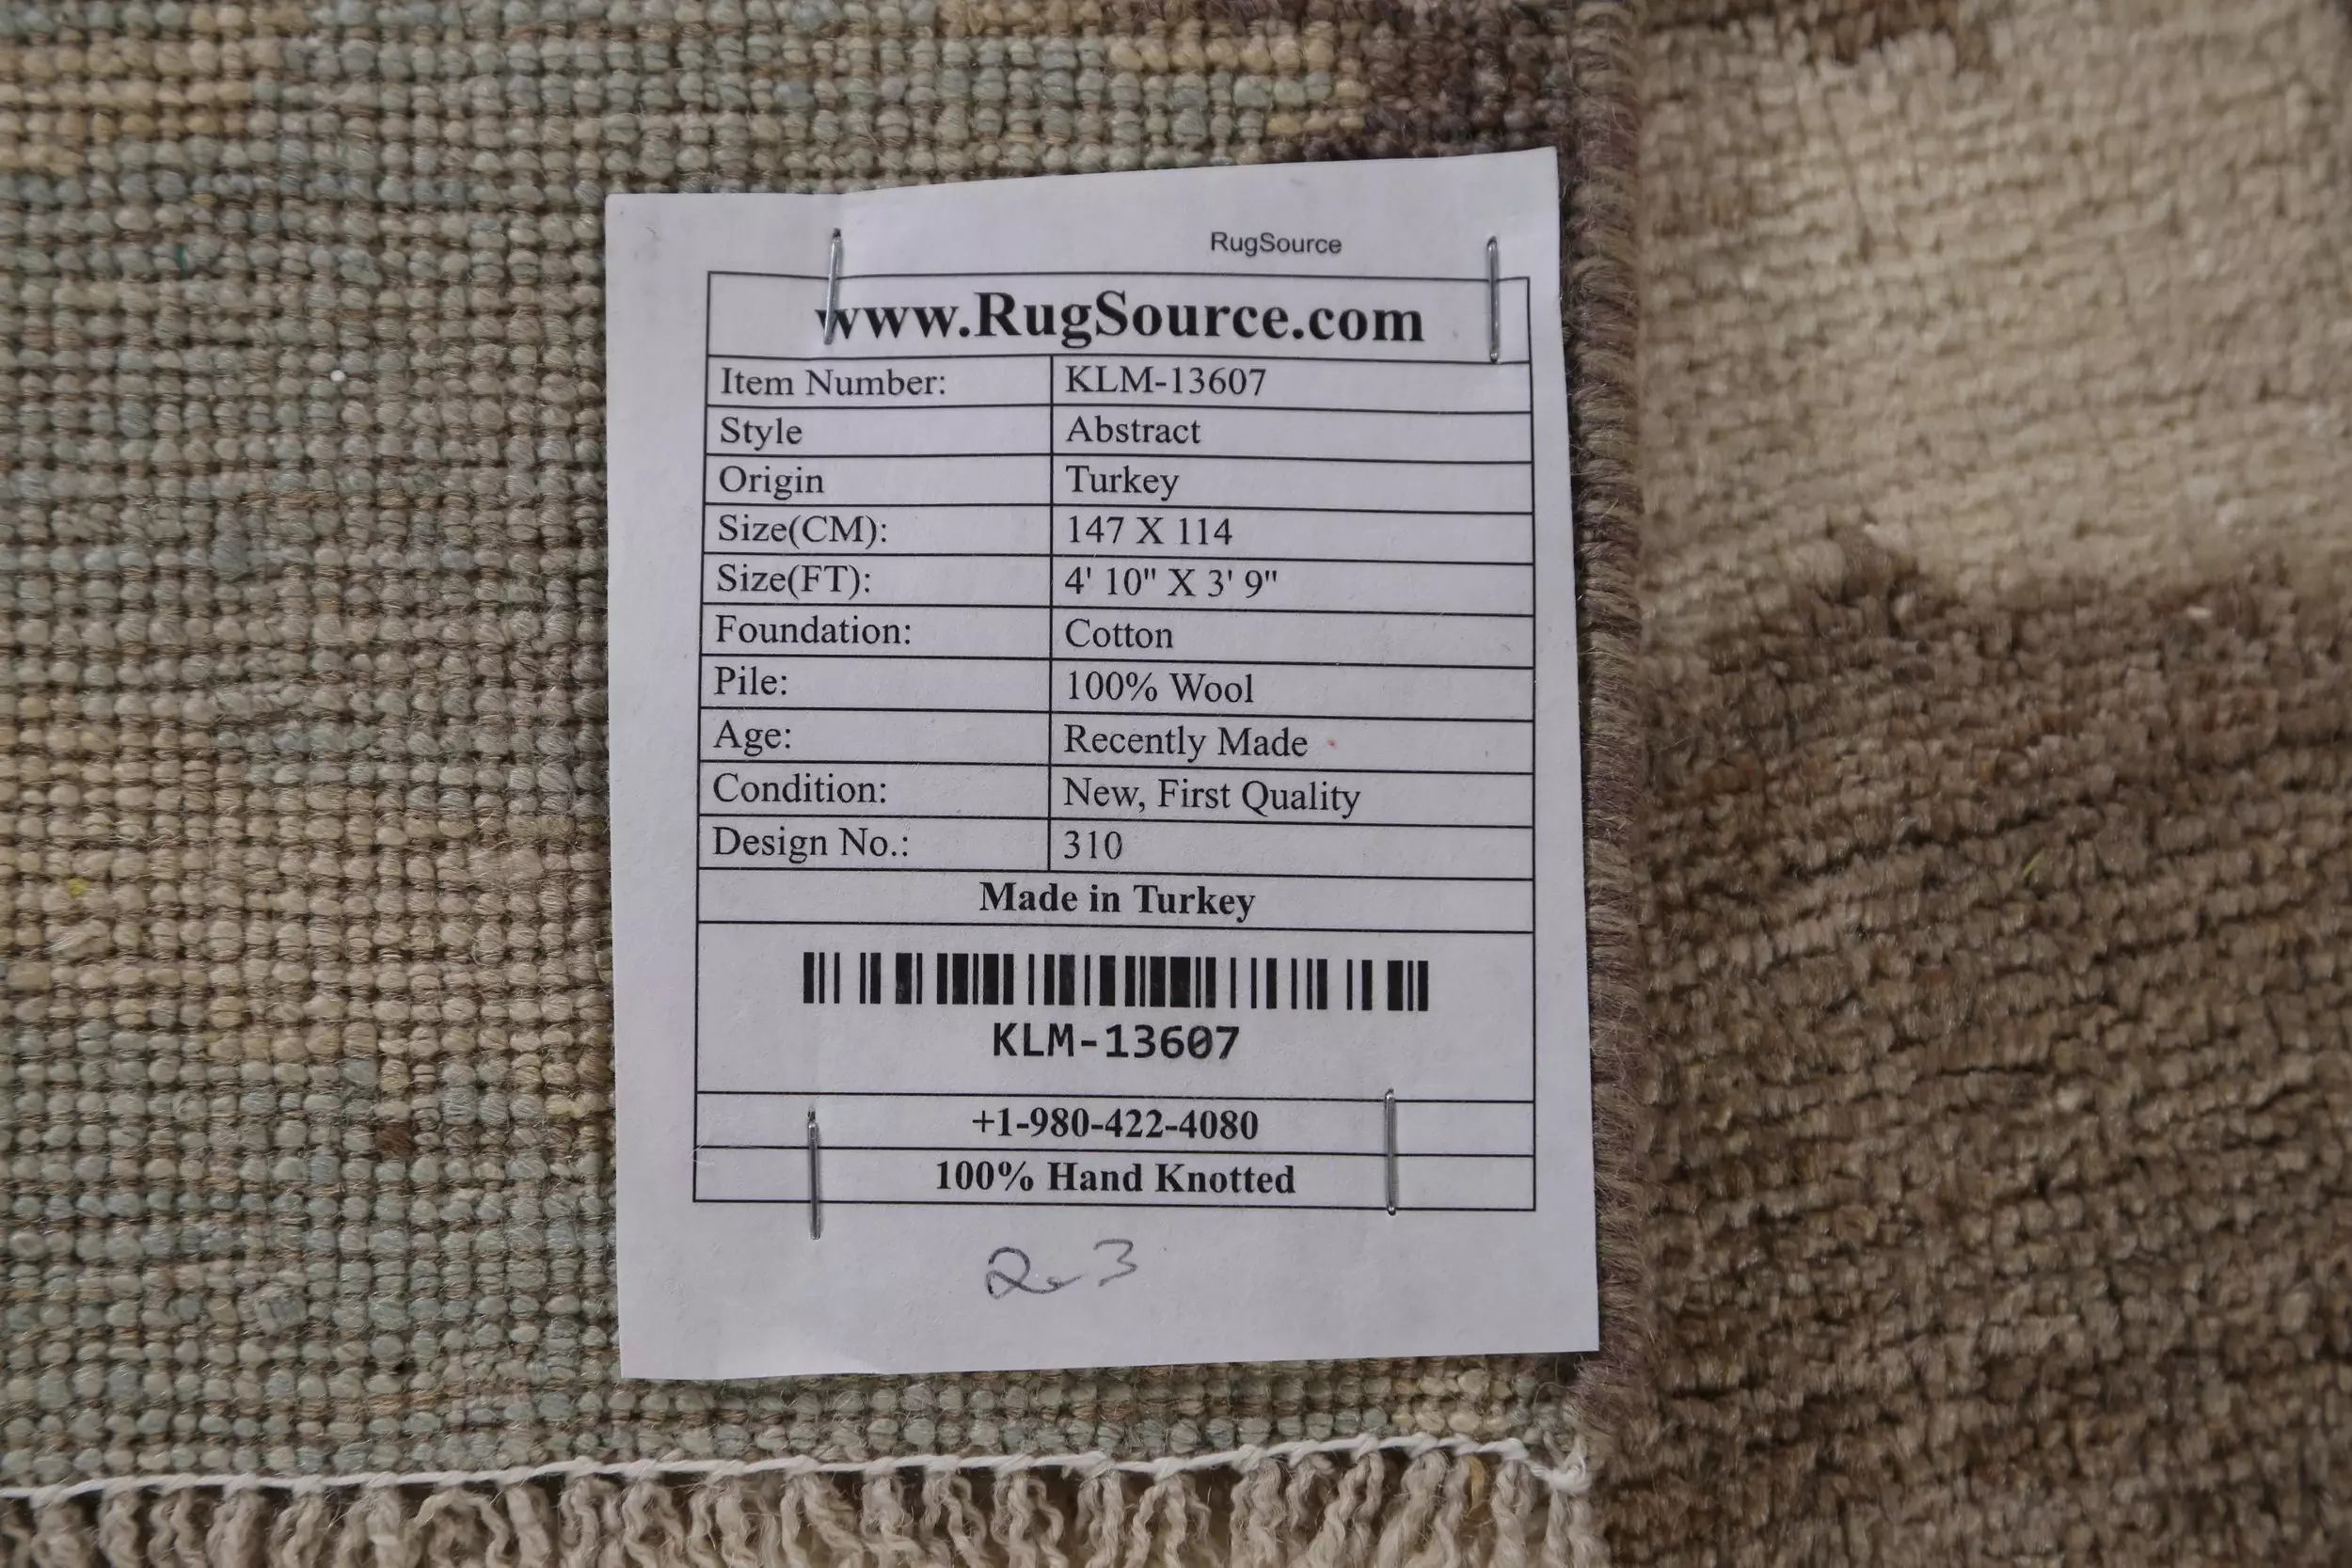 RugSource
www.RugSource.com
Item Number: KLM-13607
Style Abstract
Origin Turkey
Size(CM): 147 X 114
Size(FT): 4' 10" X 3' 9"
Foundation: Cotton
Pile: 100% Wool
Age: Recently Made
Condition: New, First Quality
Design No.: 310
Made in Turkey
KLM-13607
+1-980-422-4080
100% Hand Knotted